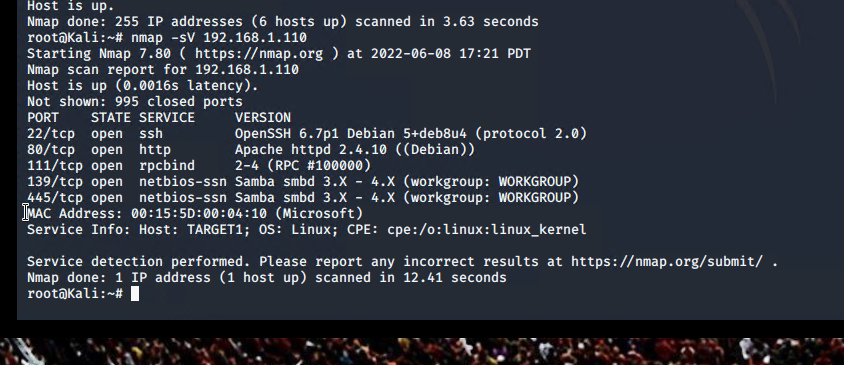 Host is up.
Nmap done: 255 IP addresses (6 hosts up) scanned in 3.63 seconds
root@Kali:~# nmap -sV 192.168.1.110
Starting Nmap 7.80 ( https://nmap.org ) at 2022-06-08 17:21 PDT
Nmap scan report for 192.168.1.110
Host is up (0.0016s latency).
Not shown: 995 closed ports
PORT    STATE SERVICE     VERSION
22/tcp  open  ssh         OpenSSH 6.7p1 Debian 5+deb8u4 (protocol 2.0)
80/tcp  open  http        Apache httpd 2.4.10 ((Debian))
111/tcp open  rpcbind     2-4 (RPC #100000)
139/tcp open  netbios-ssn Samba smbd 3.X - 4.X (workgroup: WORKGROUP)
445/tcp open  netbios-ssn Samba smbd 3.X - 4.X (workgroup: WORKGROUP)
MAC Address: 00:15:5D:00:04:10 (Microsoft)
Service Info: Host: TARGET1; OS: Linux; CPE: cpe:/o:linux:linux_kernel
Service detection performed. Please report any incorrect results at https://nmap.org/submit/ .
Nmap done: 1 IP address (1 host up) scanned in 12.41 seconds
root@Kali:~#